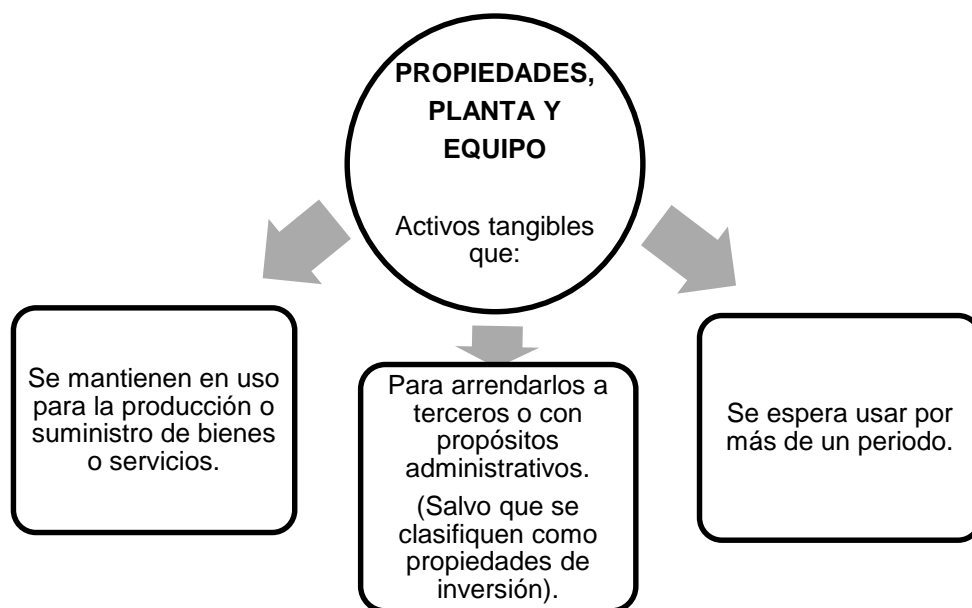 PROPIEDADES,
PLANTA Y
EQUIPO
Activos tangibles
que:
Se mantienen en uso
para la producción o
suministro de bienes
o servicios.
Para arrendarlos a
terceros o con
propósitos
administrativos.
(Salvo que se
clasifiquen como
propiedades de
inversión).
Se espera usar por
más de un periodo.